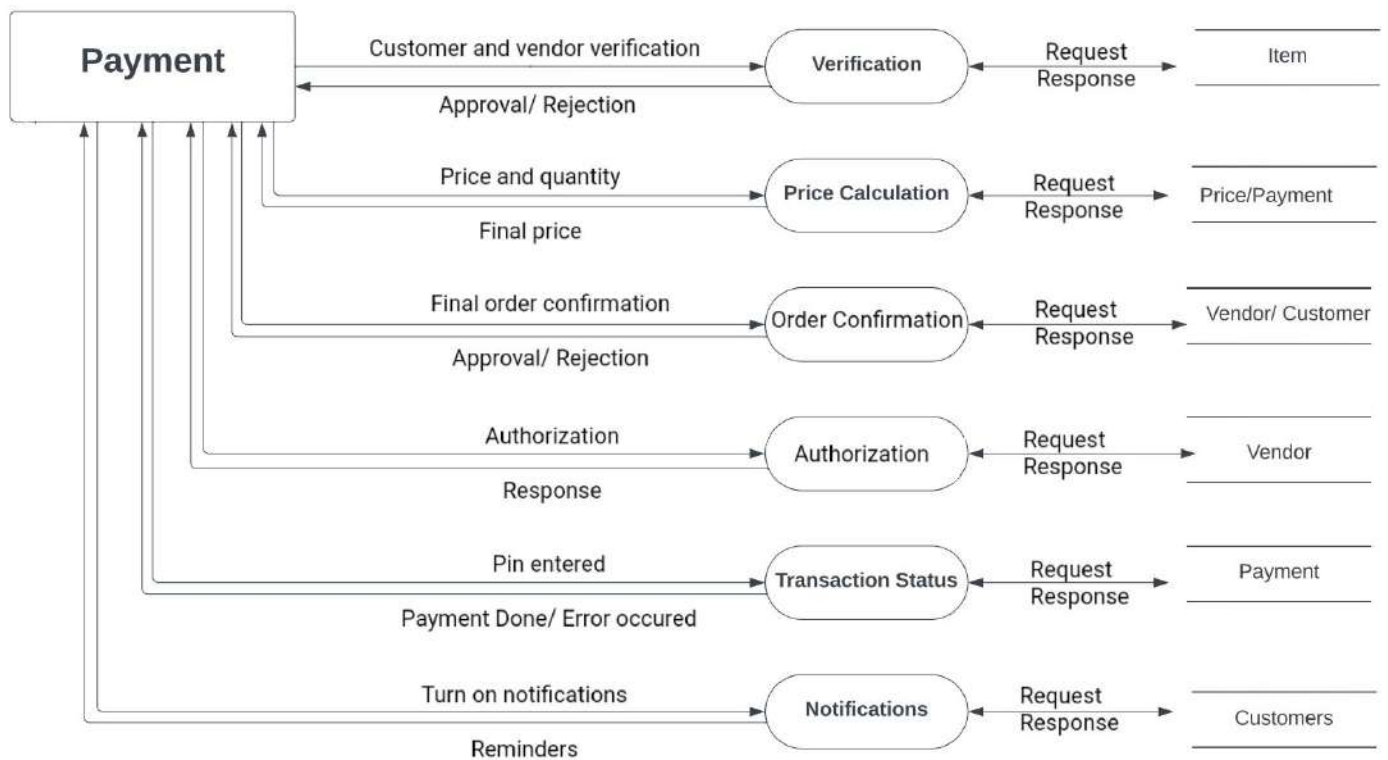 Payment
Customer and vendor verification
Approval/ Rejection
Verification
Request
Response
Item
Price and quantity
Final price
Price Calculation
Request
Response
Price/Payment
Final order confirmation
Approval/ Rejection
Order Confirmation
Request
Response
Vendor/ Customer
Authorization
Response
Authorization
Request
Response
Vendor
Pin entered
Payment Done/ Error occured
Transaction Status
Request
Response
Payment
Turn on notifications
Reminders
Notifications
Request
Response
Customers